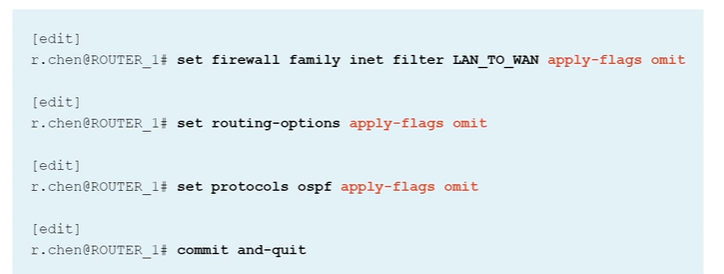 [edit]
r.chen@ROUTER_1# set firewall family inet filter LAN_TO_WAN apply-flags omit
[edit]
r.chen@ROUTER_1# set routing-options apply-flags omit
[edit]
r.chen@ROUTER_1# set protocols ospf apply-flags omit
[edit]
r.chen@ROUTER_1# commit and-quit